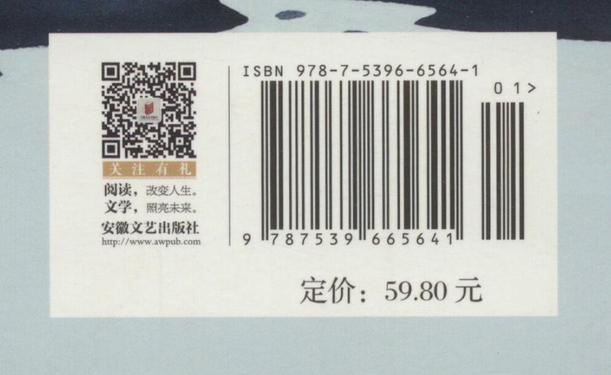 关注有礼
阅读，改变人生。
文学，照亮未来。
安徽文艺出版社
http://www.awpub.com
ISBN 978-7-5396-6564-1
01>
9 787539 665641
定价：59.80 元